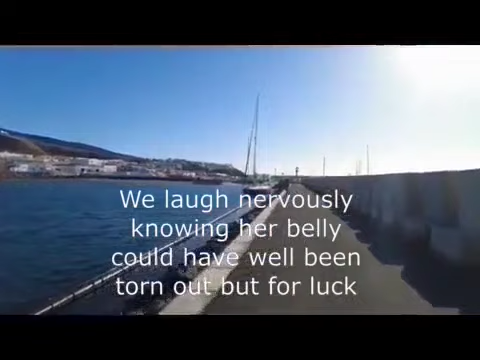 We laugh nervously
knowing her belly
could have well been
torn out but for luck